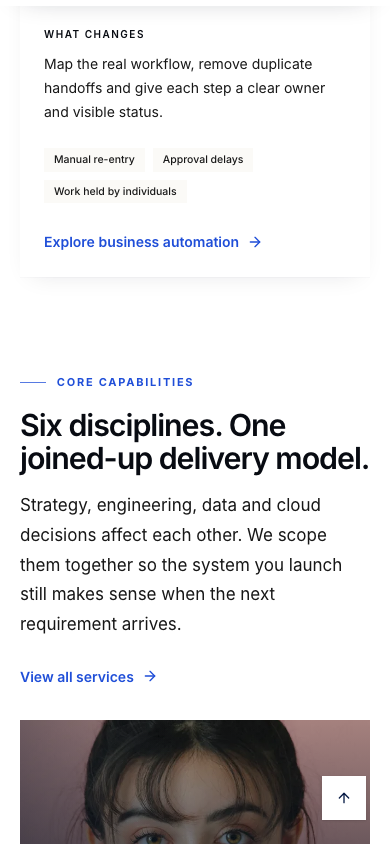 WHAT CHANGES
Map the real workflow, remove duplicate
handoffs and give each step a clear owner
and visible status.
Manual re-entry
Approval delays
Work held by individuals
Explore business automation
CORE CAPABILITIES
Six disciplines. One
joined-up delivery model.
Strategy, engineering, data and cloud
decisions affect each other. We scope
them together so the system you launch
still makes sense when the next
requirement arrives.
View all services